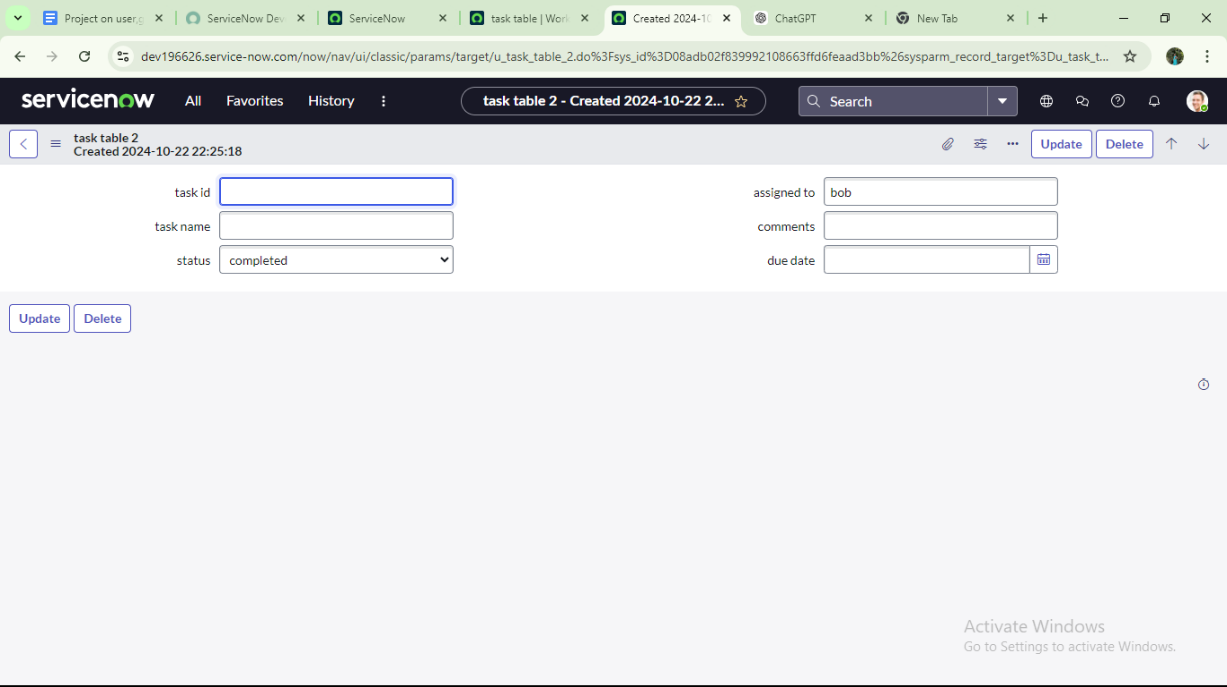 Project on user,g
ServiceNow Dev
ServiceNow
task table | Work
Created 2024-10
ChatGPT
New Tab
dev196626.service-now.com/now/nav/ui/classic/params/target/u_task_table_2.do%3Fsys_id%3D08adb02f839992108663ffd6feaad3bb%26sysparm_record_target%3Du_task_t...
servicenow All Favorites History task table 2 - Created 2024-10-22 2... Search
task table 2
Created 2024-10-22 22:25:18
Update Delete
task id
assigned to bob
task name
comments
status completed
due date
Update Delete
Activate Windows
Go to Settings to activate Windows.